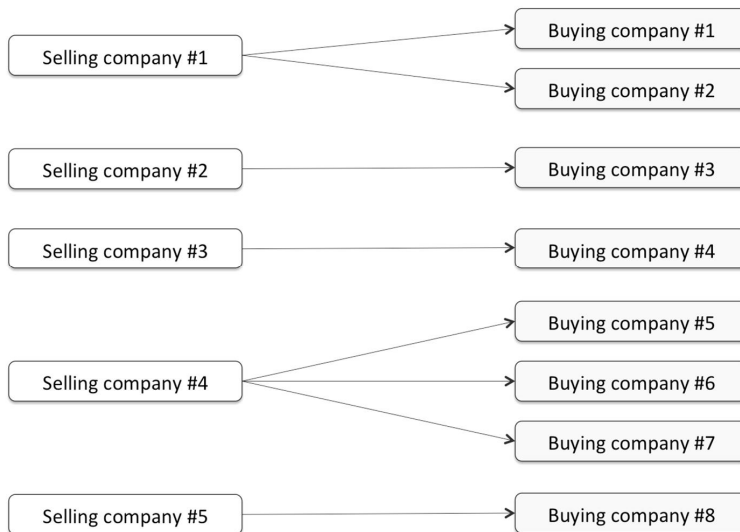 Selling company #1
Buying company #1
Buying company #2
Selling company #2
Buying company #3
Selling company #3
Buying company #4
Selling company #4
Buying company #5
Buying company #6
Buying company #7
Selling company #5
Buying company #8